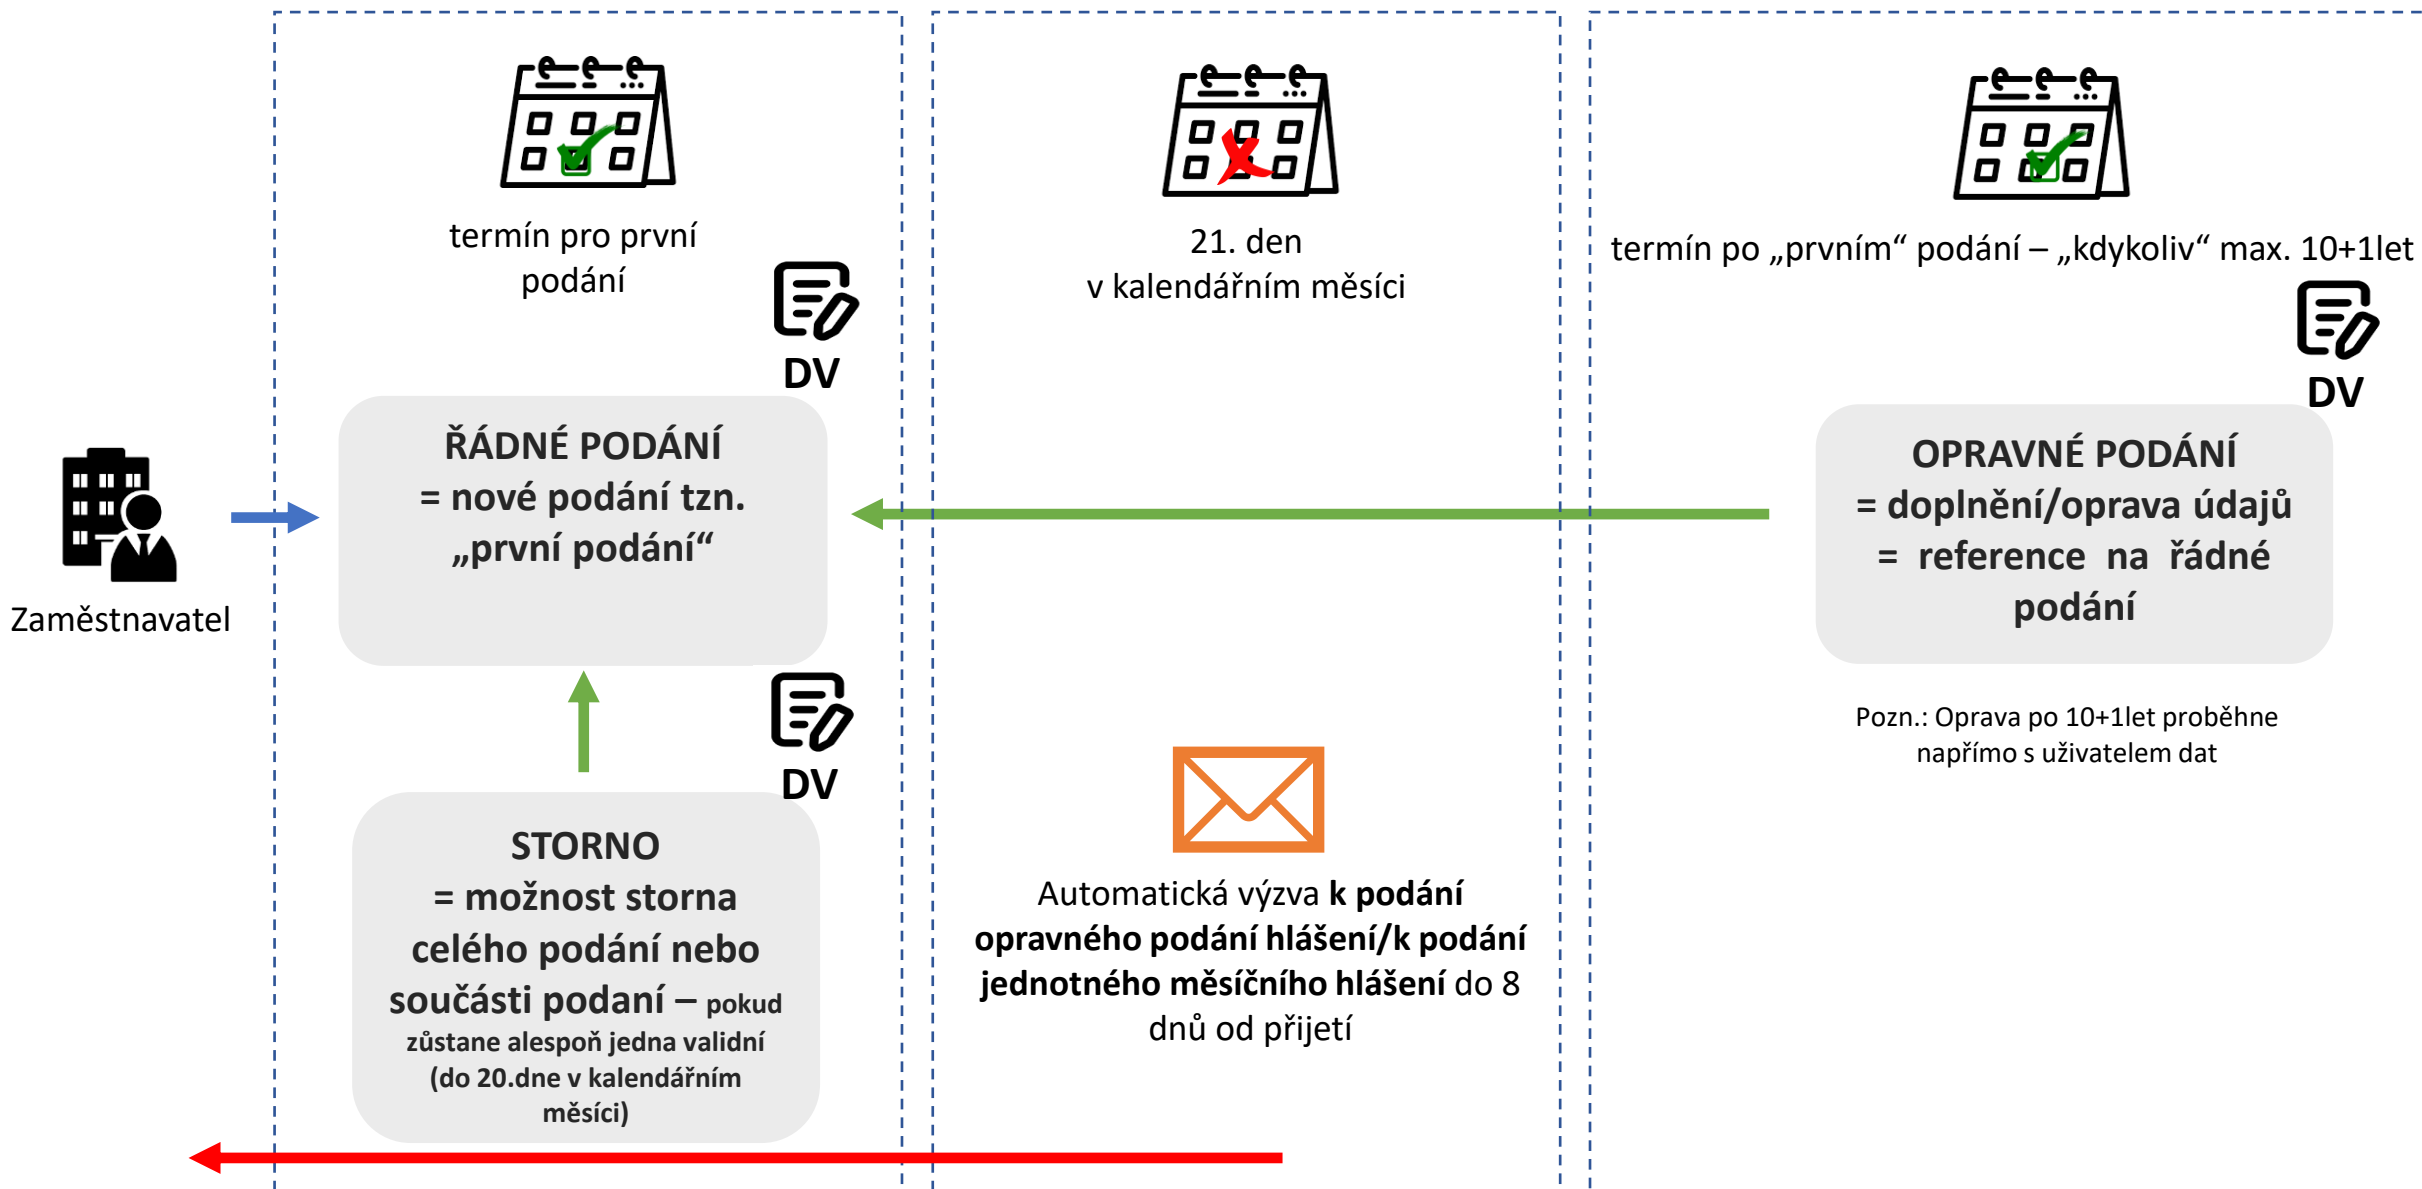 termín pro první
podání
DV
ŘÁDNÉ PODÁNÍ
= nové podání tzn.
„první podání“
Zaměstnavatel
DV
STORNO
= možnost storna
celého podání nebo
součásti podaní – pokud
zůstane alespoň jedna validní
(do 20.dne v kalendářním
měsíci)
21. den
v kalendářním měsíci
Automatická výzva k podání
opravného podání hlášení/k podání
jednotného měsíčního hlášení do 8
dnů od přijetí
termín po „prvním“ podání – „kdykoliv“ max. 10+1let
DV
OPRAVNÉ PODÁNÍ
= doplnění/oprava údajů
= reference na řádné
podání
Pozn.: Oprava po 10+1let proběhne
napřímo s uživatelem dat